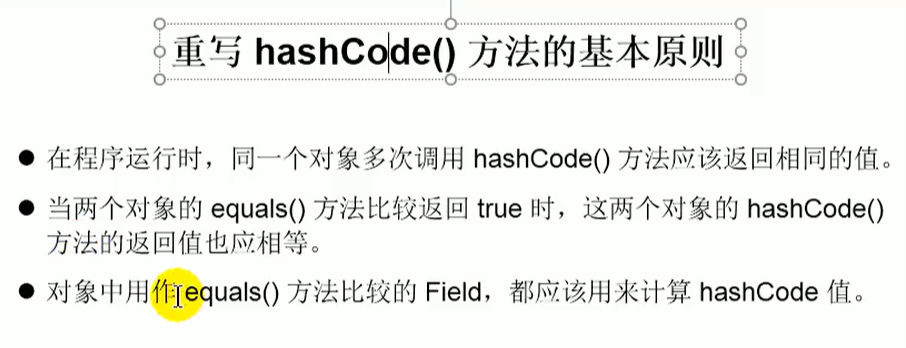 重写 hashCode() 方法的基本原则
● 在程序运行时，同一个对象多次调用 hashCode() 方法应该返回相同的值。
● 当两个对象的 equals() 方法比较返回 true 时，这两个对象的 hashCode()
方法的返回值也应相等。
● 对象中用作 equals() 方法比较的 Field，都应该用来计算 hashCode 值。